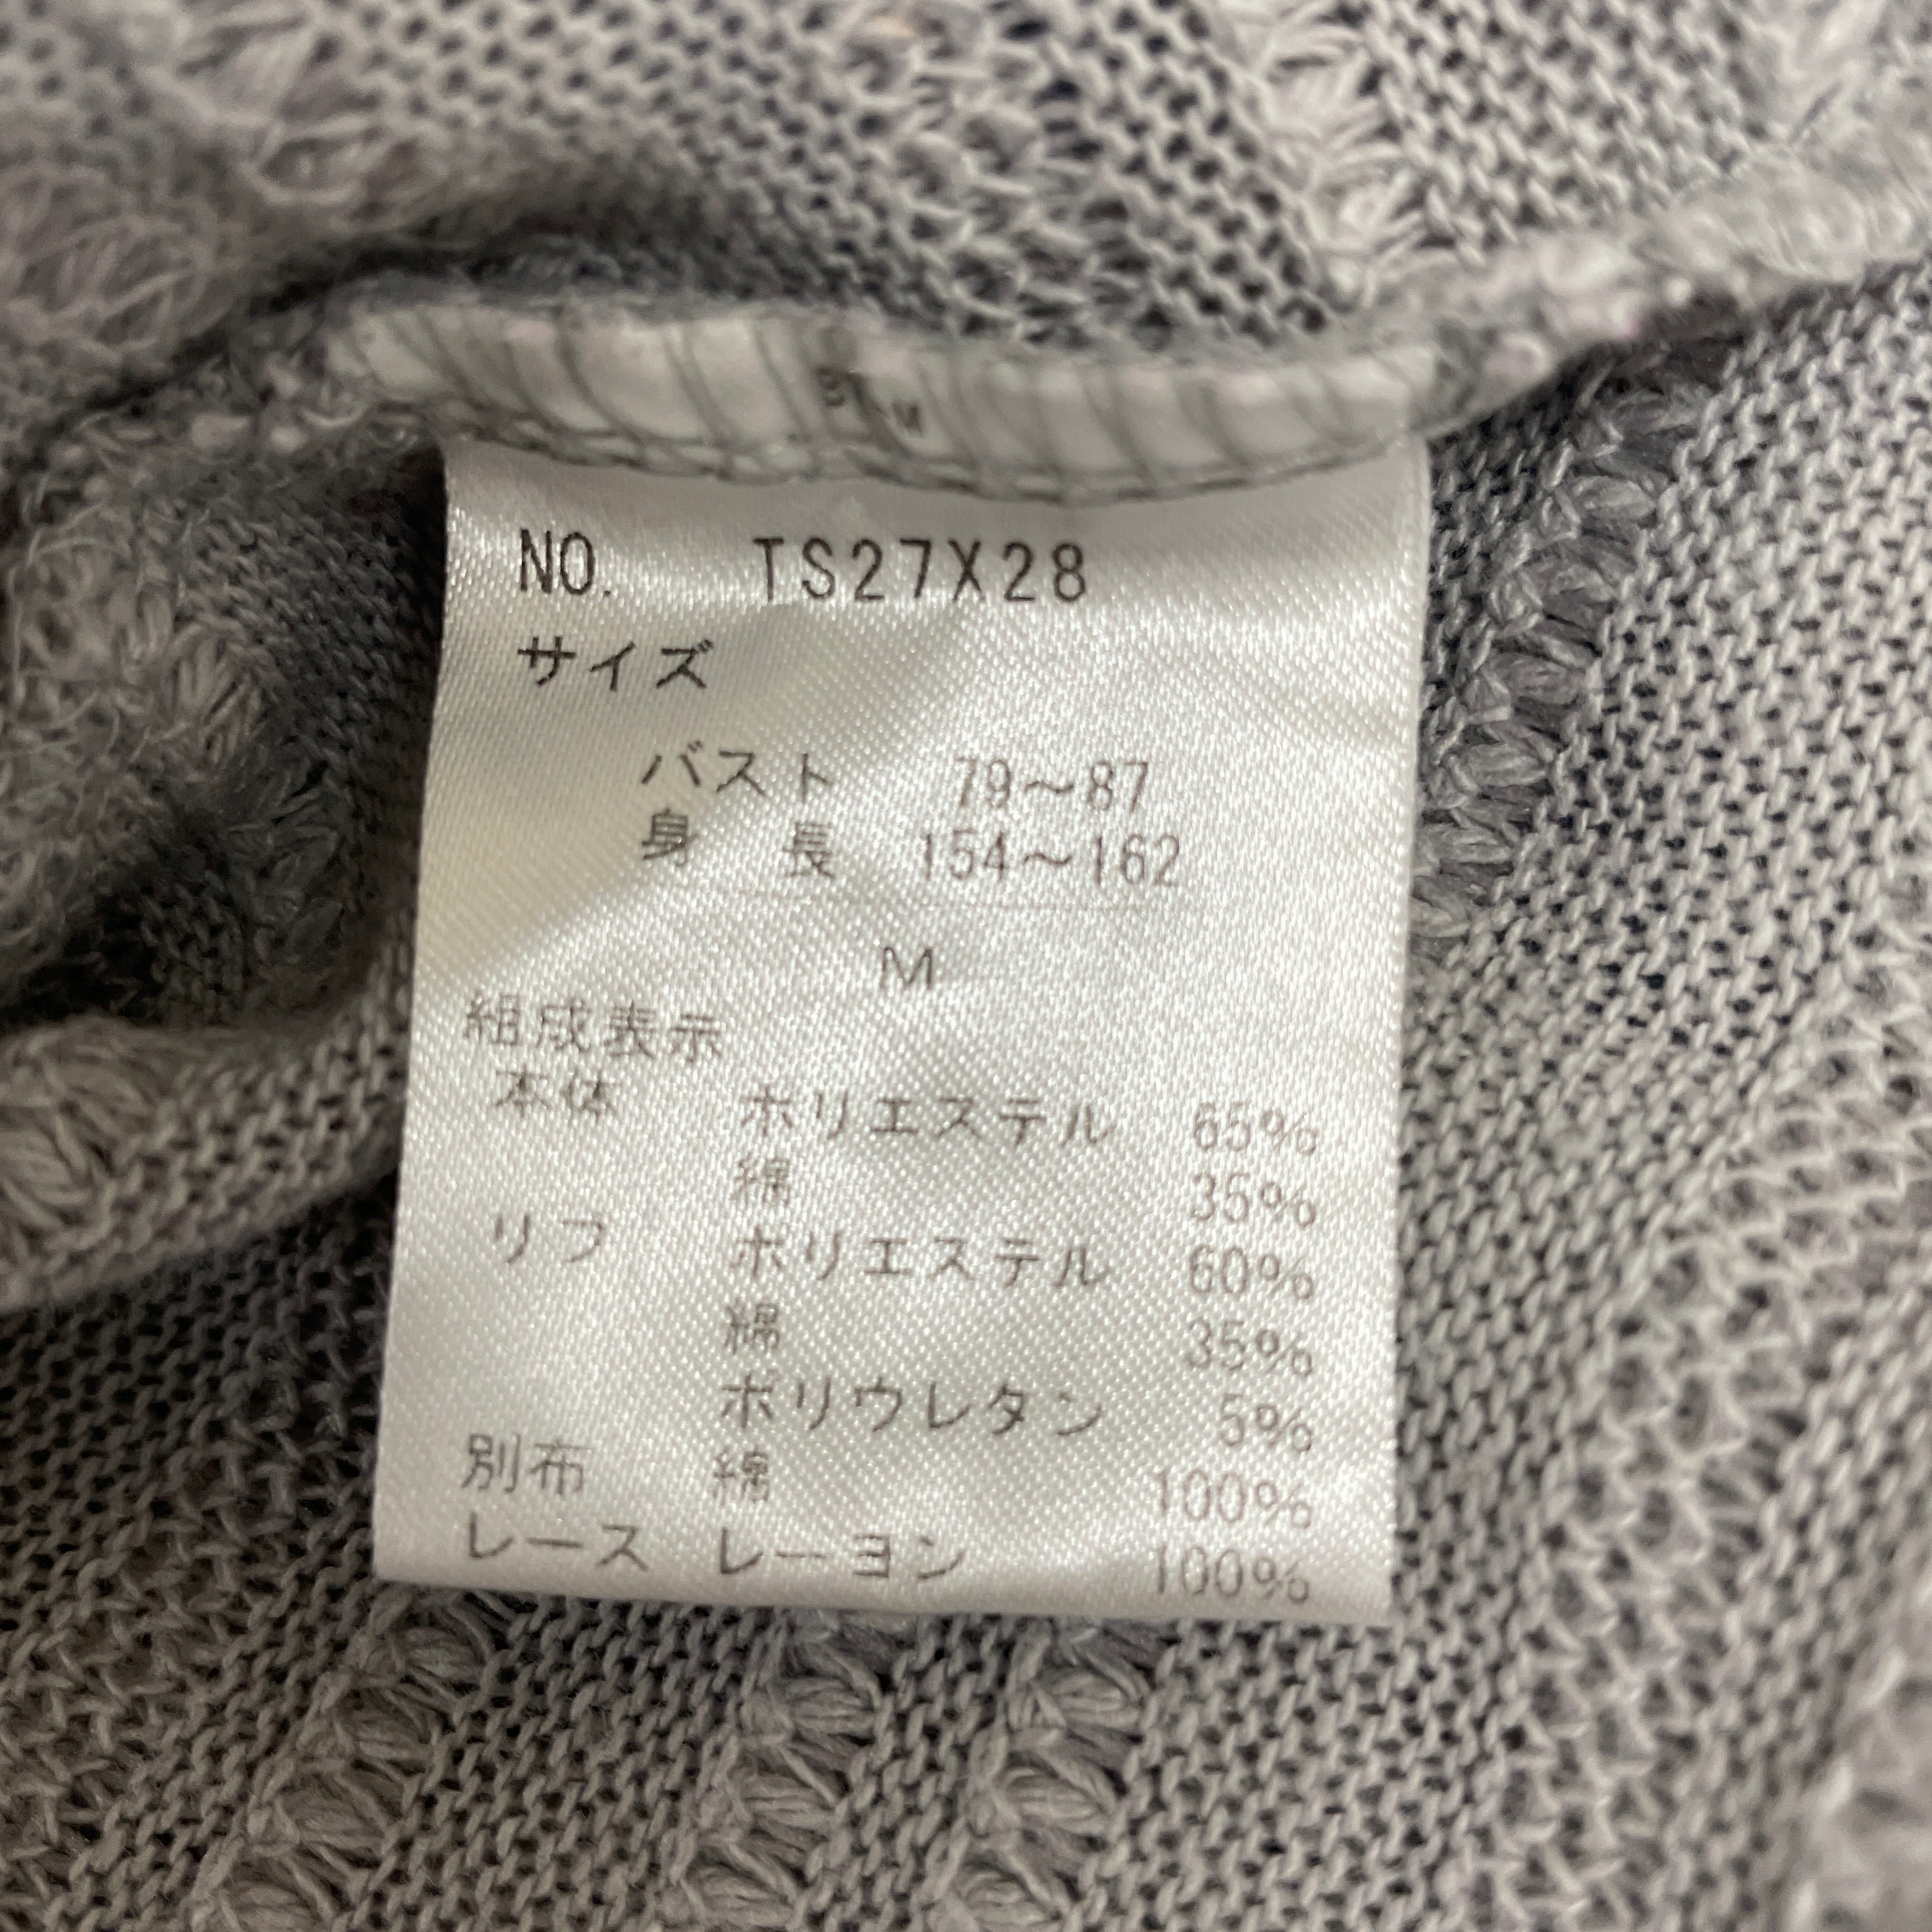 NO. TS27X28
サイズ
バスト 79～87
身 長 154～162
M
組成表示
本体 ポリエステル 65%
綿 35%
リブ ポリエステル 60%
綿 35%
ポリウレタン 5%
別布 綿 100%
レース レーヨン 100%